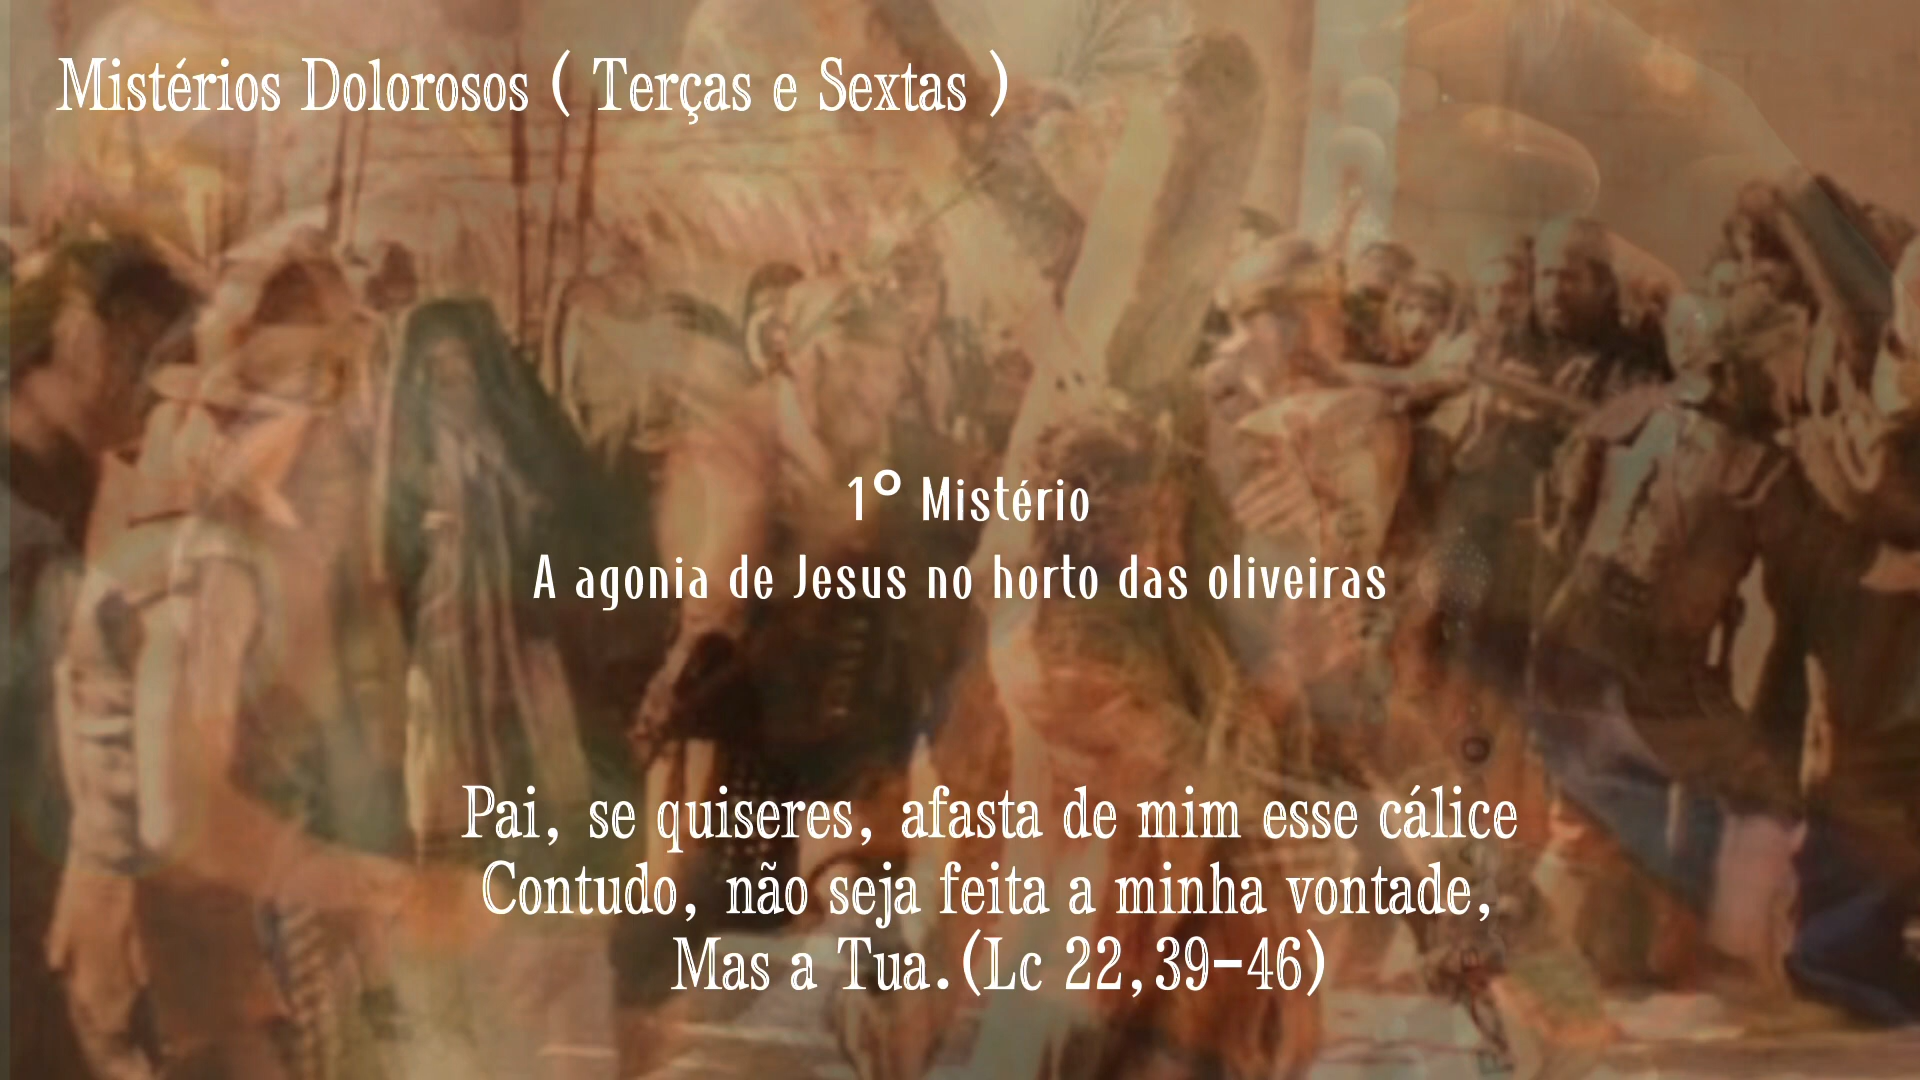 Mistérios Dolorosos ( Terças e Sextas )
1º Mistério
A agonia de Jesus no horto das oliveiras
Pai, se quiseres, afasta de mim esse cálice
Contudo, não seja feita a minha vontade,
Mas a Tua.(Lc 22,39-46)